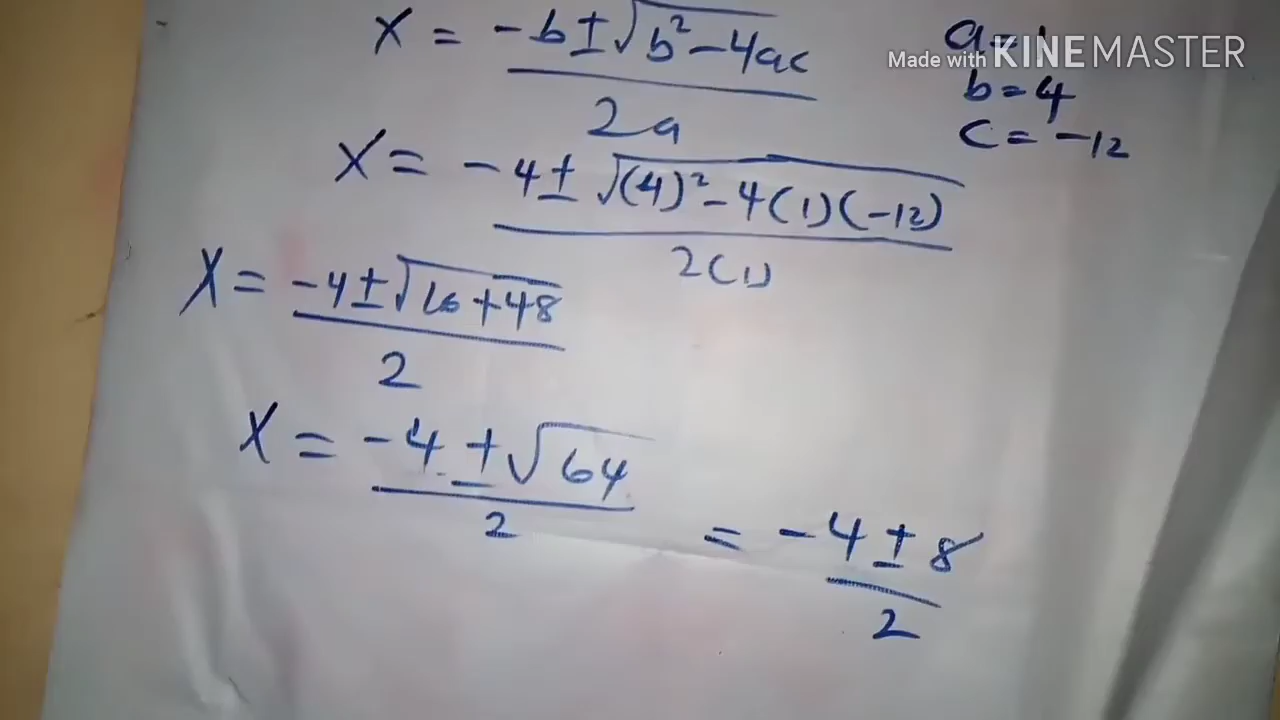 x = -b ± √b² - 4ac
2a
a =
b = 4
c = -12
Made with KINEMASTER
x = -4 ± √(4)² - 4(1)(-12)
2(1)
x = -4 ± √16 + 48
2
x = -4 ± √64
2
= -4 ± 8
2